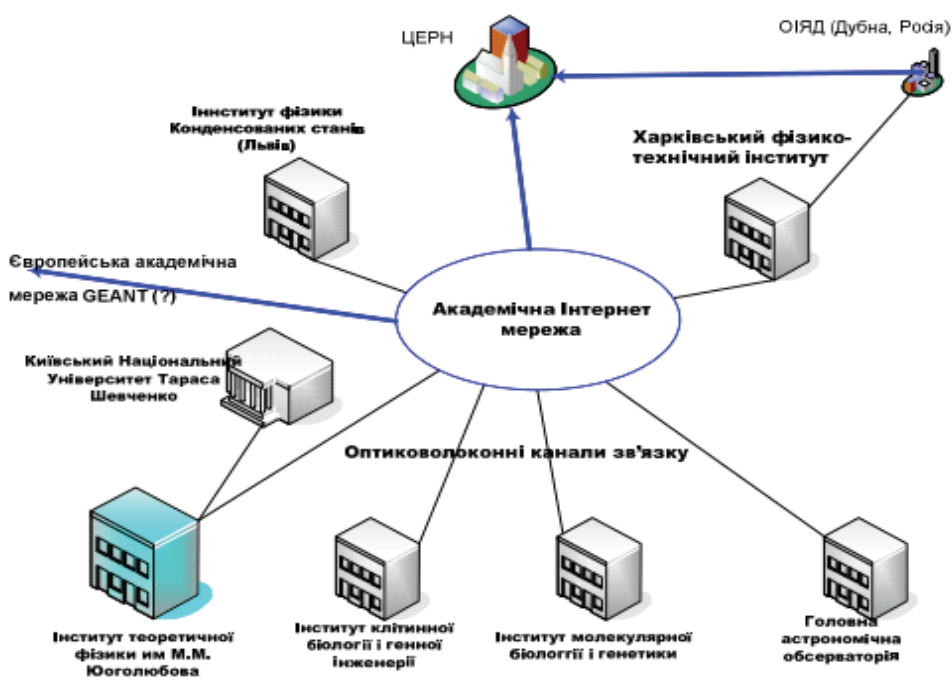 ЦЕРН
ОІЯД (Дубна, Росія)
Іннститут фізики
Конденсованих станів
(Львів)
Харківський фізико-
технічний інститут
Європейська академічна
мережа GEANT (?)
Академічна Інтернет
мережа
Київський Національний
Університет Тараса
Шевченко
Оптиковолоконні канали зв'язку
Інститут теоретичної
фізики им М.М.
Юоголюбова
Інститут клітинної
біології і генної
інженерії
Інститут молекулярної
біологгії і генетики
Головна
астрономічна
обсерваторія